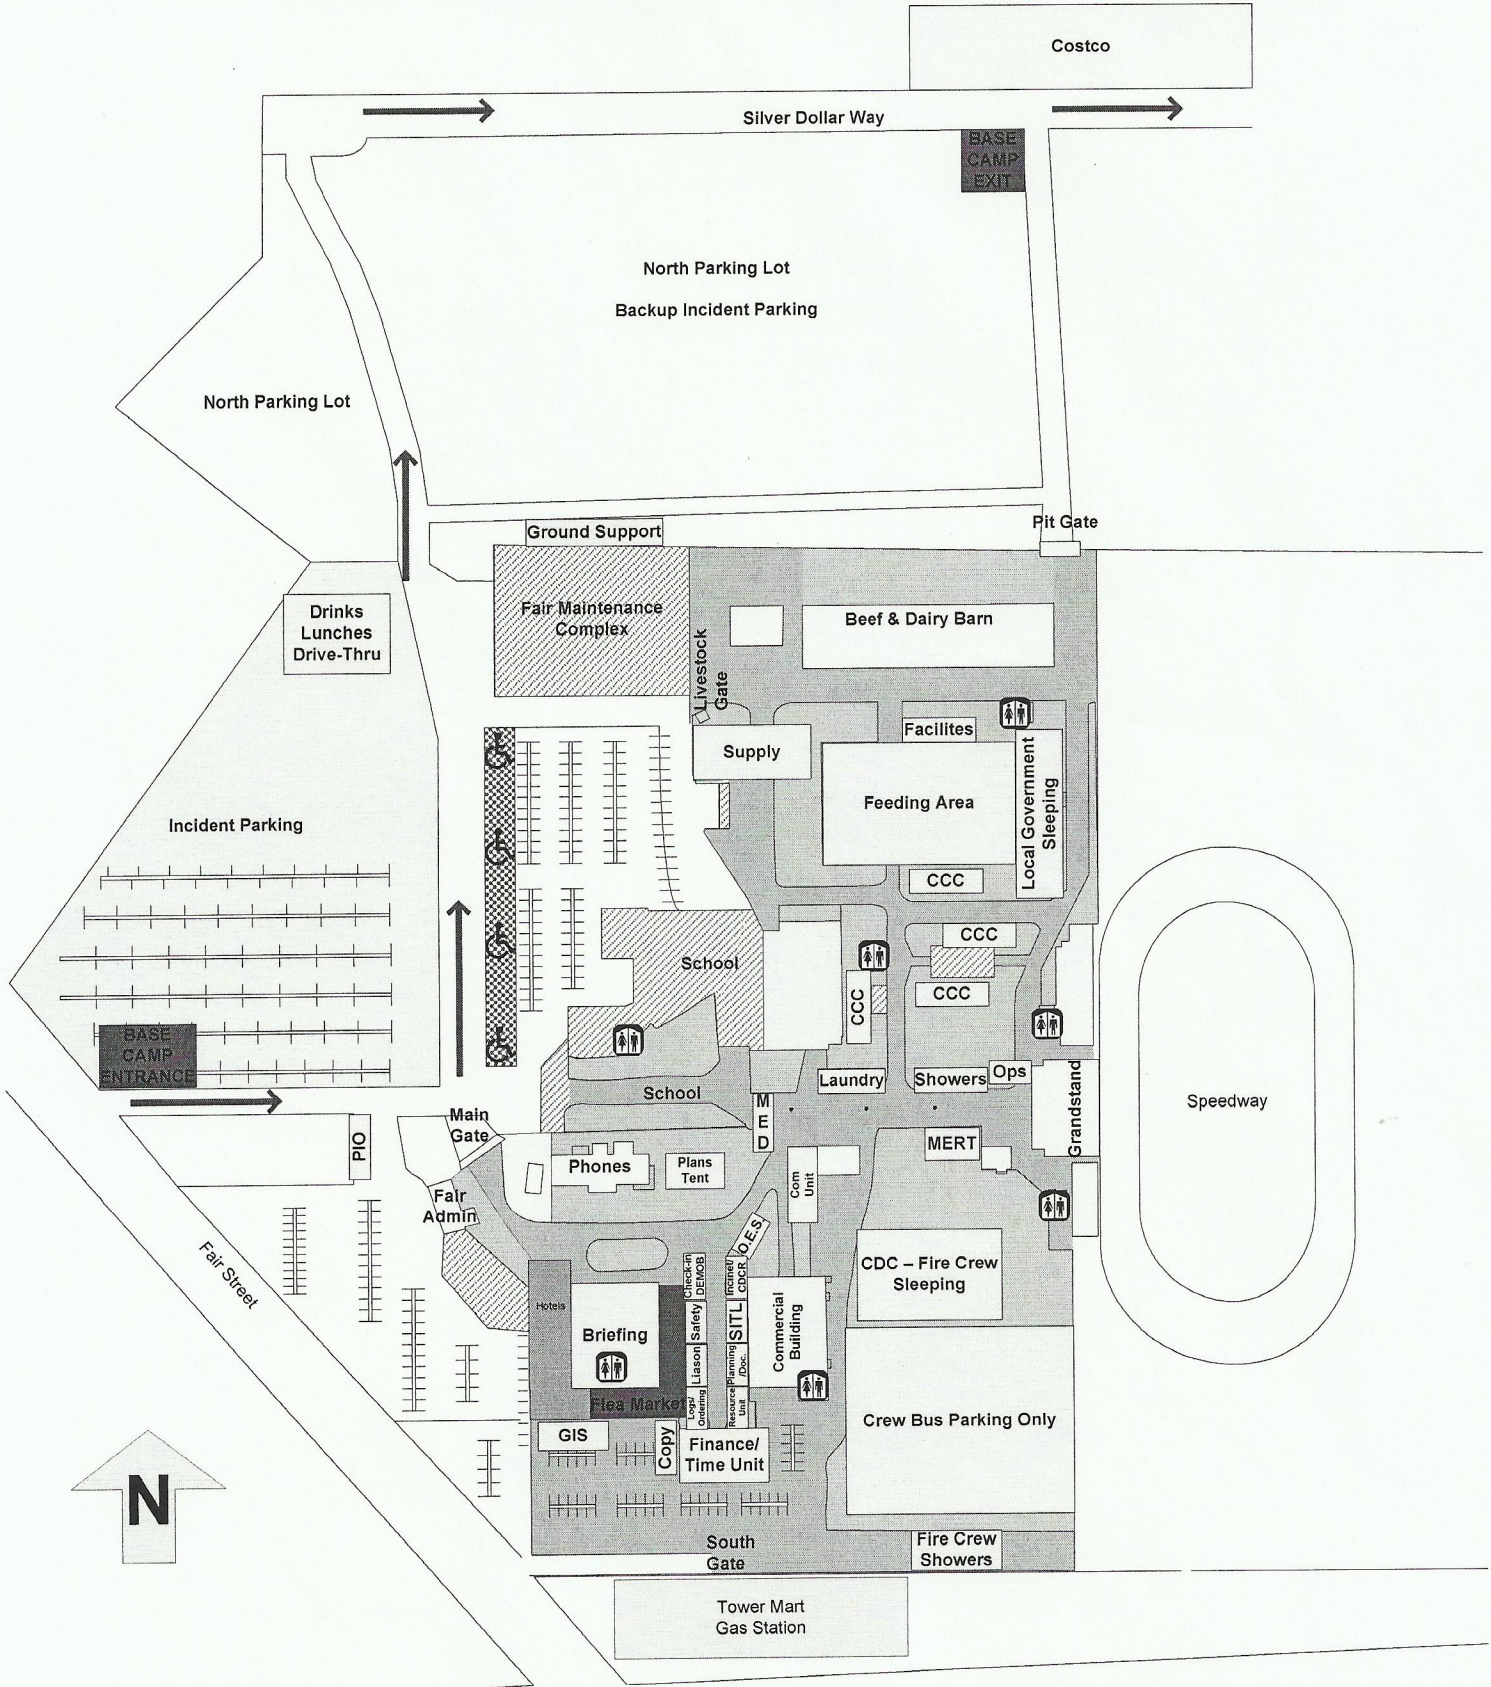 Costco
Silver Dollar Way
BASE
CAMP
EXIT
North Parking Lot
Backup Incident Parking
North Parking Lot
Pit Gate
Ground Support
Fair Maintenance
Complex
Drinks
Lunches
Drive-Thru
Beef & Dairy Barn
Livestock
Gate
Facilites
Supply
Feeding Area
Local Government
Sleeping
Incident Parking
CCC
CCC
School
CCC
CCC
BASE
CAMP
ENTRANCE
Laundry
Showers
Ops
School
MED
Grandstand
Speedway
Main
Gate
PIO
MERT
Phones
Plans
Tent
Com
Unit
Fair
Admin
O.E.S.
Fair Street
Check-in
DEMOB
Incinet/
CDCR
CDC – Fire Crew
Sleeping
Hotels
Briefing
Safety
SITL
Commercial
Building
Liason
Planning
/Doc.
Flea Market
Logs/
Ordering
Resource
Unit
Crew Bus Parking Only
GIS
Copy
Finance/
Time Unit
N
South
Gate
Fire Crew
Showers
Tower Mart
Gas Station